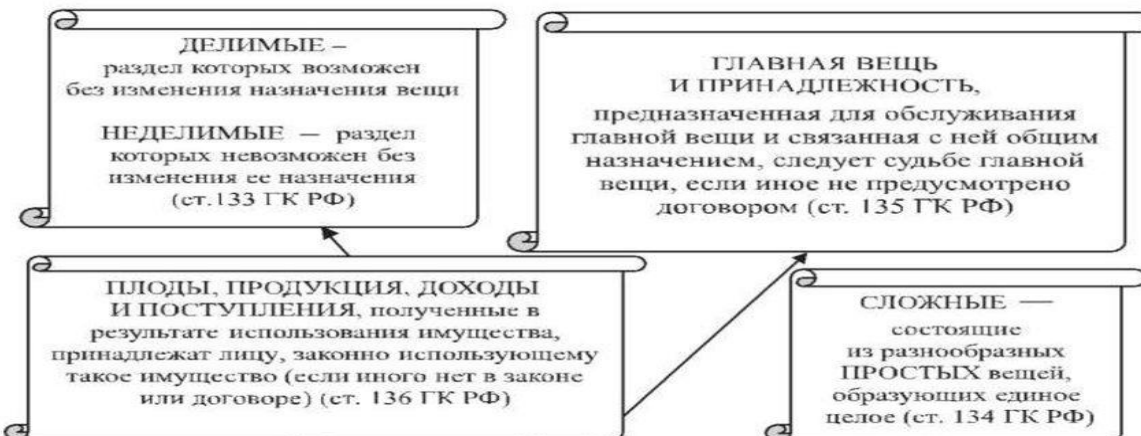 ДЕЛИМЫЕ –
раздел которых возможен
без изменения назначения вещи
НЕДЕЛИМЫЕ — раздел
которых невозможен без
изменения ее назначения
(ст.133 ГК РФ)
ГЛАВНАЯ ВЕЩЬ
И ПРИНАДЛЕЖНОСТЬ,
предназначенная для обслуживания
главной вещи и связанная с ней общим
назначением, следует судьбе главной
вещи, если иное не предусмотрено
договором (ст. 135 ГК РФ)
ПЛОДЫ, ПРОДУКЦИЯ, ДОХОДЫ
И ПОСТУПЛЕНИЯ, полученные в
результате использования имущества,
принадлежат лицу, законно использующему
такое имущество (если иного нет в законе
или договоре) (ст. 136 ГК РФ)
СЛОЖНЫЕ —
состоящие
из разнообразных
ПРОСТЫХ вещей,
образующих единое
целое (ст. 134 ГК РФ)